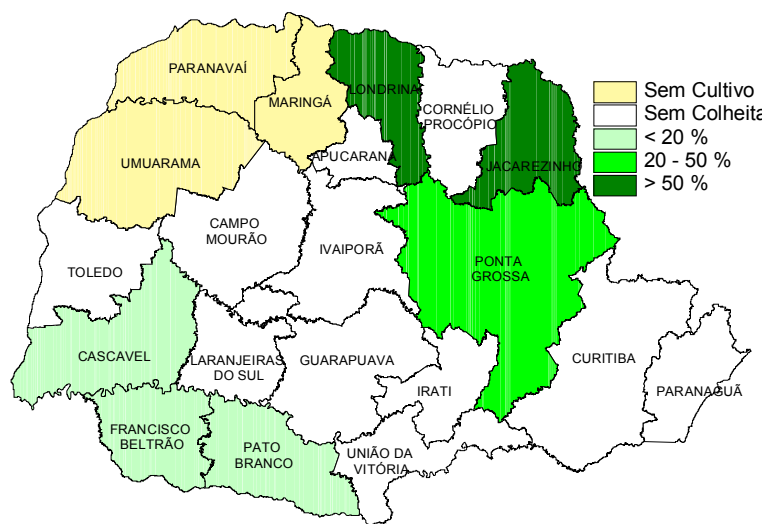 PARANAVAÍ
MARINGÁ
LONDRINA
CORNÉLIO
PROCÓPIO
JACAREZINHO
UMUARAMA
APUCARANA
CAMPO
MOURÃO
IVAIPORÃ
TOLEDO
PONTA
GROSSA
CASCAVEL
LARANJEIRAS
DO SUL
GUARAPUAVA
IRATI
CURITIBA
PARANAGUÃ
FRANCISCO
BELTRÃO
PATO
BRANCO
UNIÃO DA
VITÓRIA
Sem Cultivo
Sem Colheita
< 20 %
20 - 50 %
> 50 %